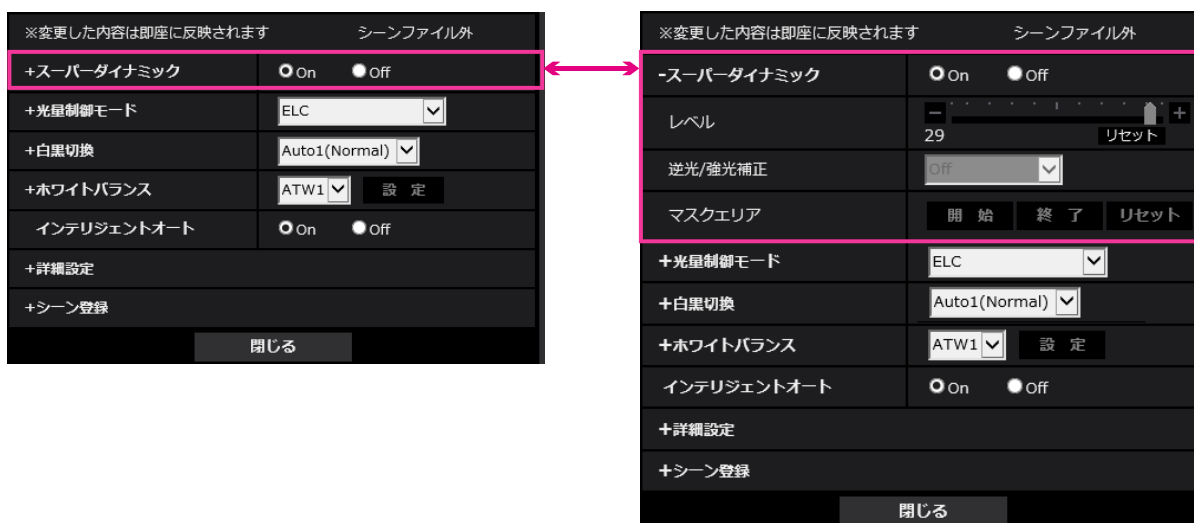 ※変更した内容は即座に反映されます シーンファイル外
+スーパーダイナミック On Off
+光量制御モード ELC
+白黒切換 Auto1(Normal)
+ホワイトバランス ATW1 設 定
インテリジェントオート On Off
+詳細設定
+シーン登録
閉じる
※変更した内容は即座に反映されます シーンファイル外
-スーパーダイナミック On Off
レベル - +
29 リセット
逆光/強光補正 Off
マスクエリア 開 始 終 了 リセット
+光量制御モード ELC
+白黒切換 Auto1(Normal)
+ホワイトバランス ATW1 設 定
インテリジェントオート On Off
+詳細設定
+シーン登録
閉じる